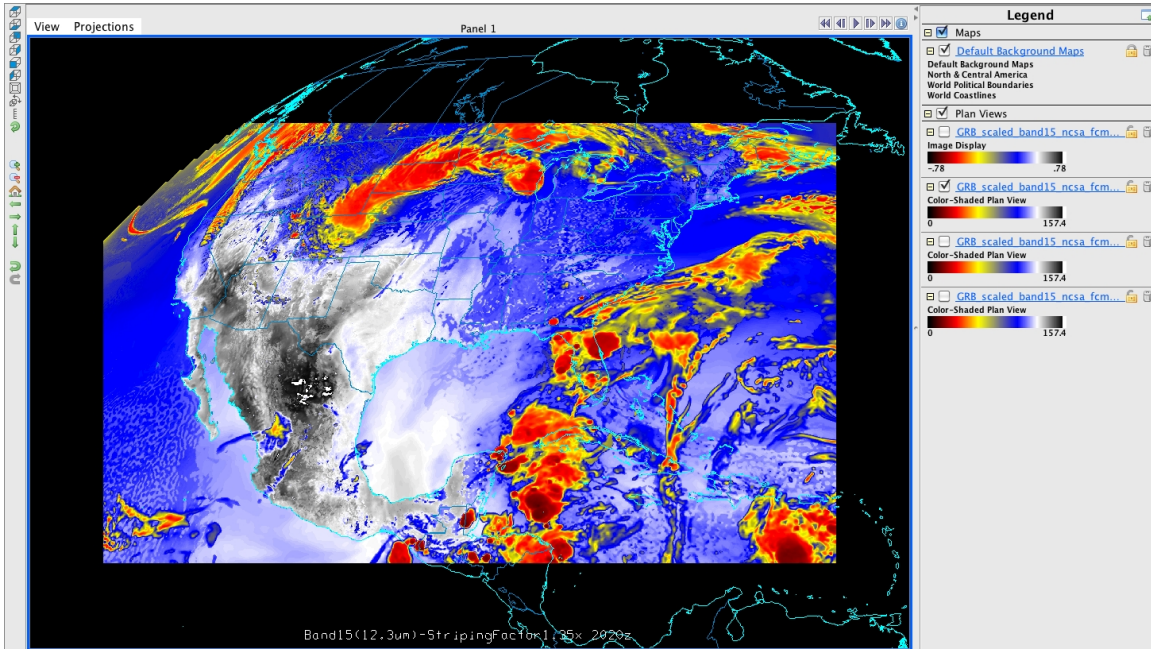 View Projections
Panel 1
Legend
Maps
Default Background Maps
Default Background Maps
North & Central America
World Political Boundaries
World Coastlines
Plan Views
GRB_scaled_band15_ncsa_fcm...
Image Display
-.78 .78
GRB_scaled_band15_ncsa_fcm...
Color-Shaded Plan View
0 157.4
GRB_scaled_band15_ncsa_fcm...
Color-Shaded Plan View
0 157.4
GRB_scaled_band15_ncsa_fcm...
Color-Shaded Plan View
0 157.4
Band15(12.3um)-StripingFactor1.35x 2020z